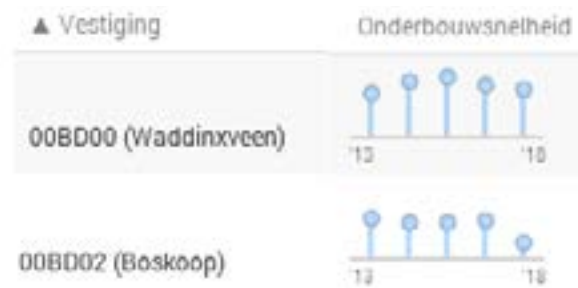 ▲ Vestiging Onderbouwsnelheid
00BD00 (Waddinxveen)
'13 '18
00BD02 (Boskoop)
'13 '18